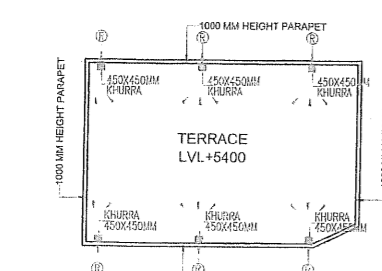 1000 MM HEIGHT PARAPET
R R R
450X450MM 450X450MM 450X450
KHURRA KHURRA KHURRA
1000 MM HEIGHT PARAPET
TERRACE
LVL+5400
KHURRA KHURRA KHURRA
450X450MM 450X450MM 450X450MM
R R R